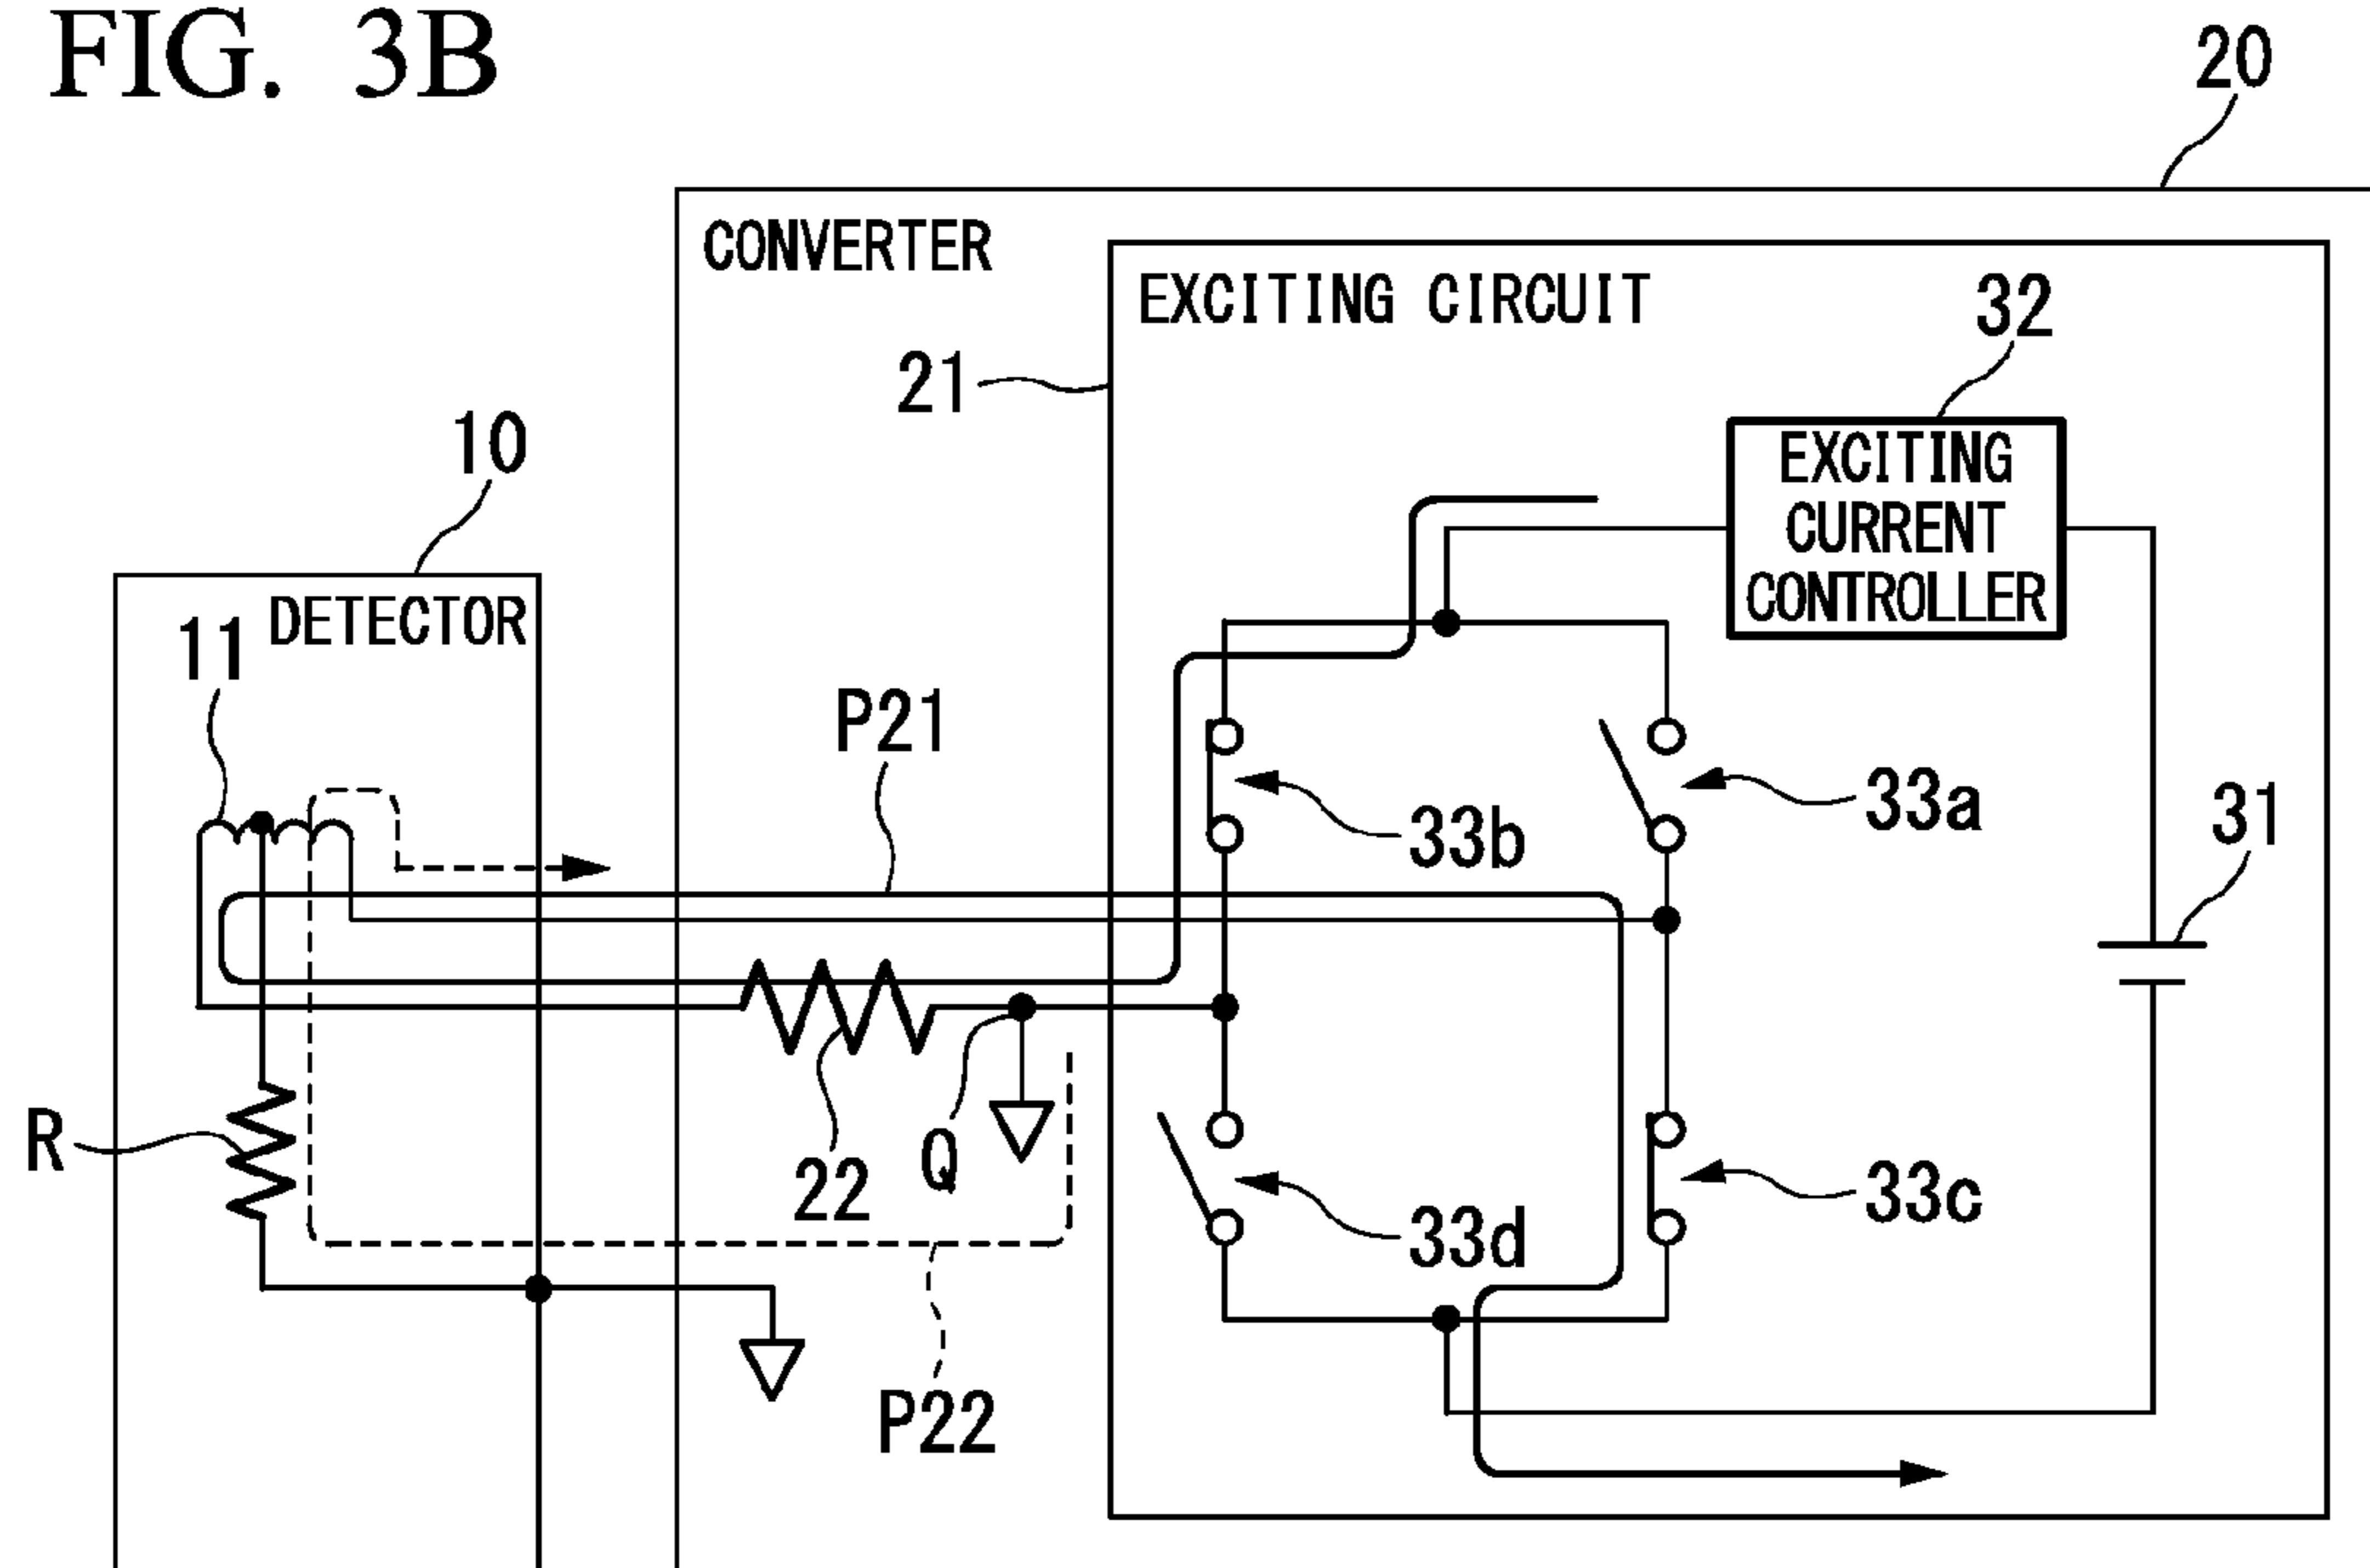 FIG. 3B
20
CONVERTER
EXCITING CIRCUIT
32
21
EXCITING
CURRENT
CONTROLLER
10
DETECTOR
11
P21
33b
33a
31
R
22
Q
33d
33c
P22